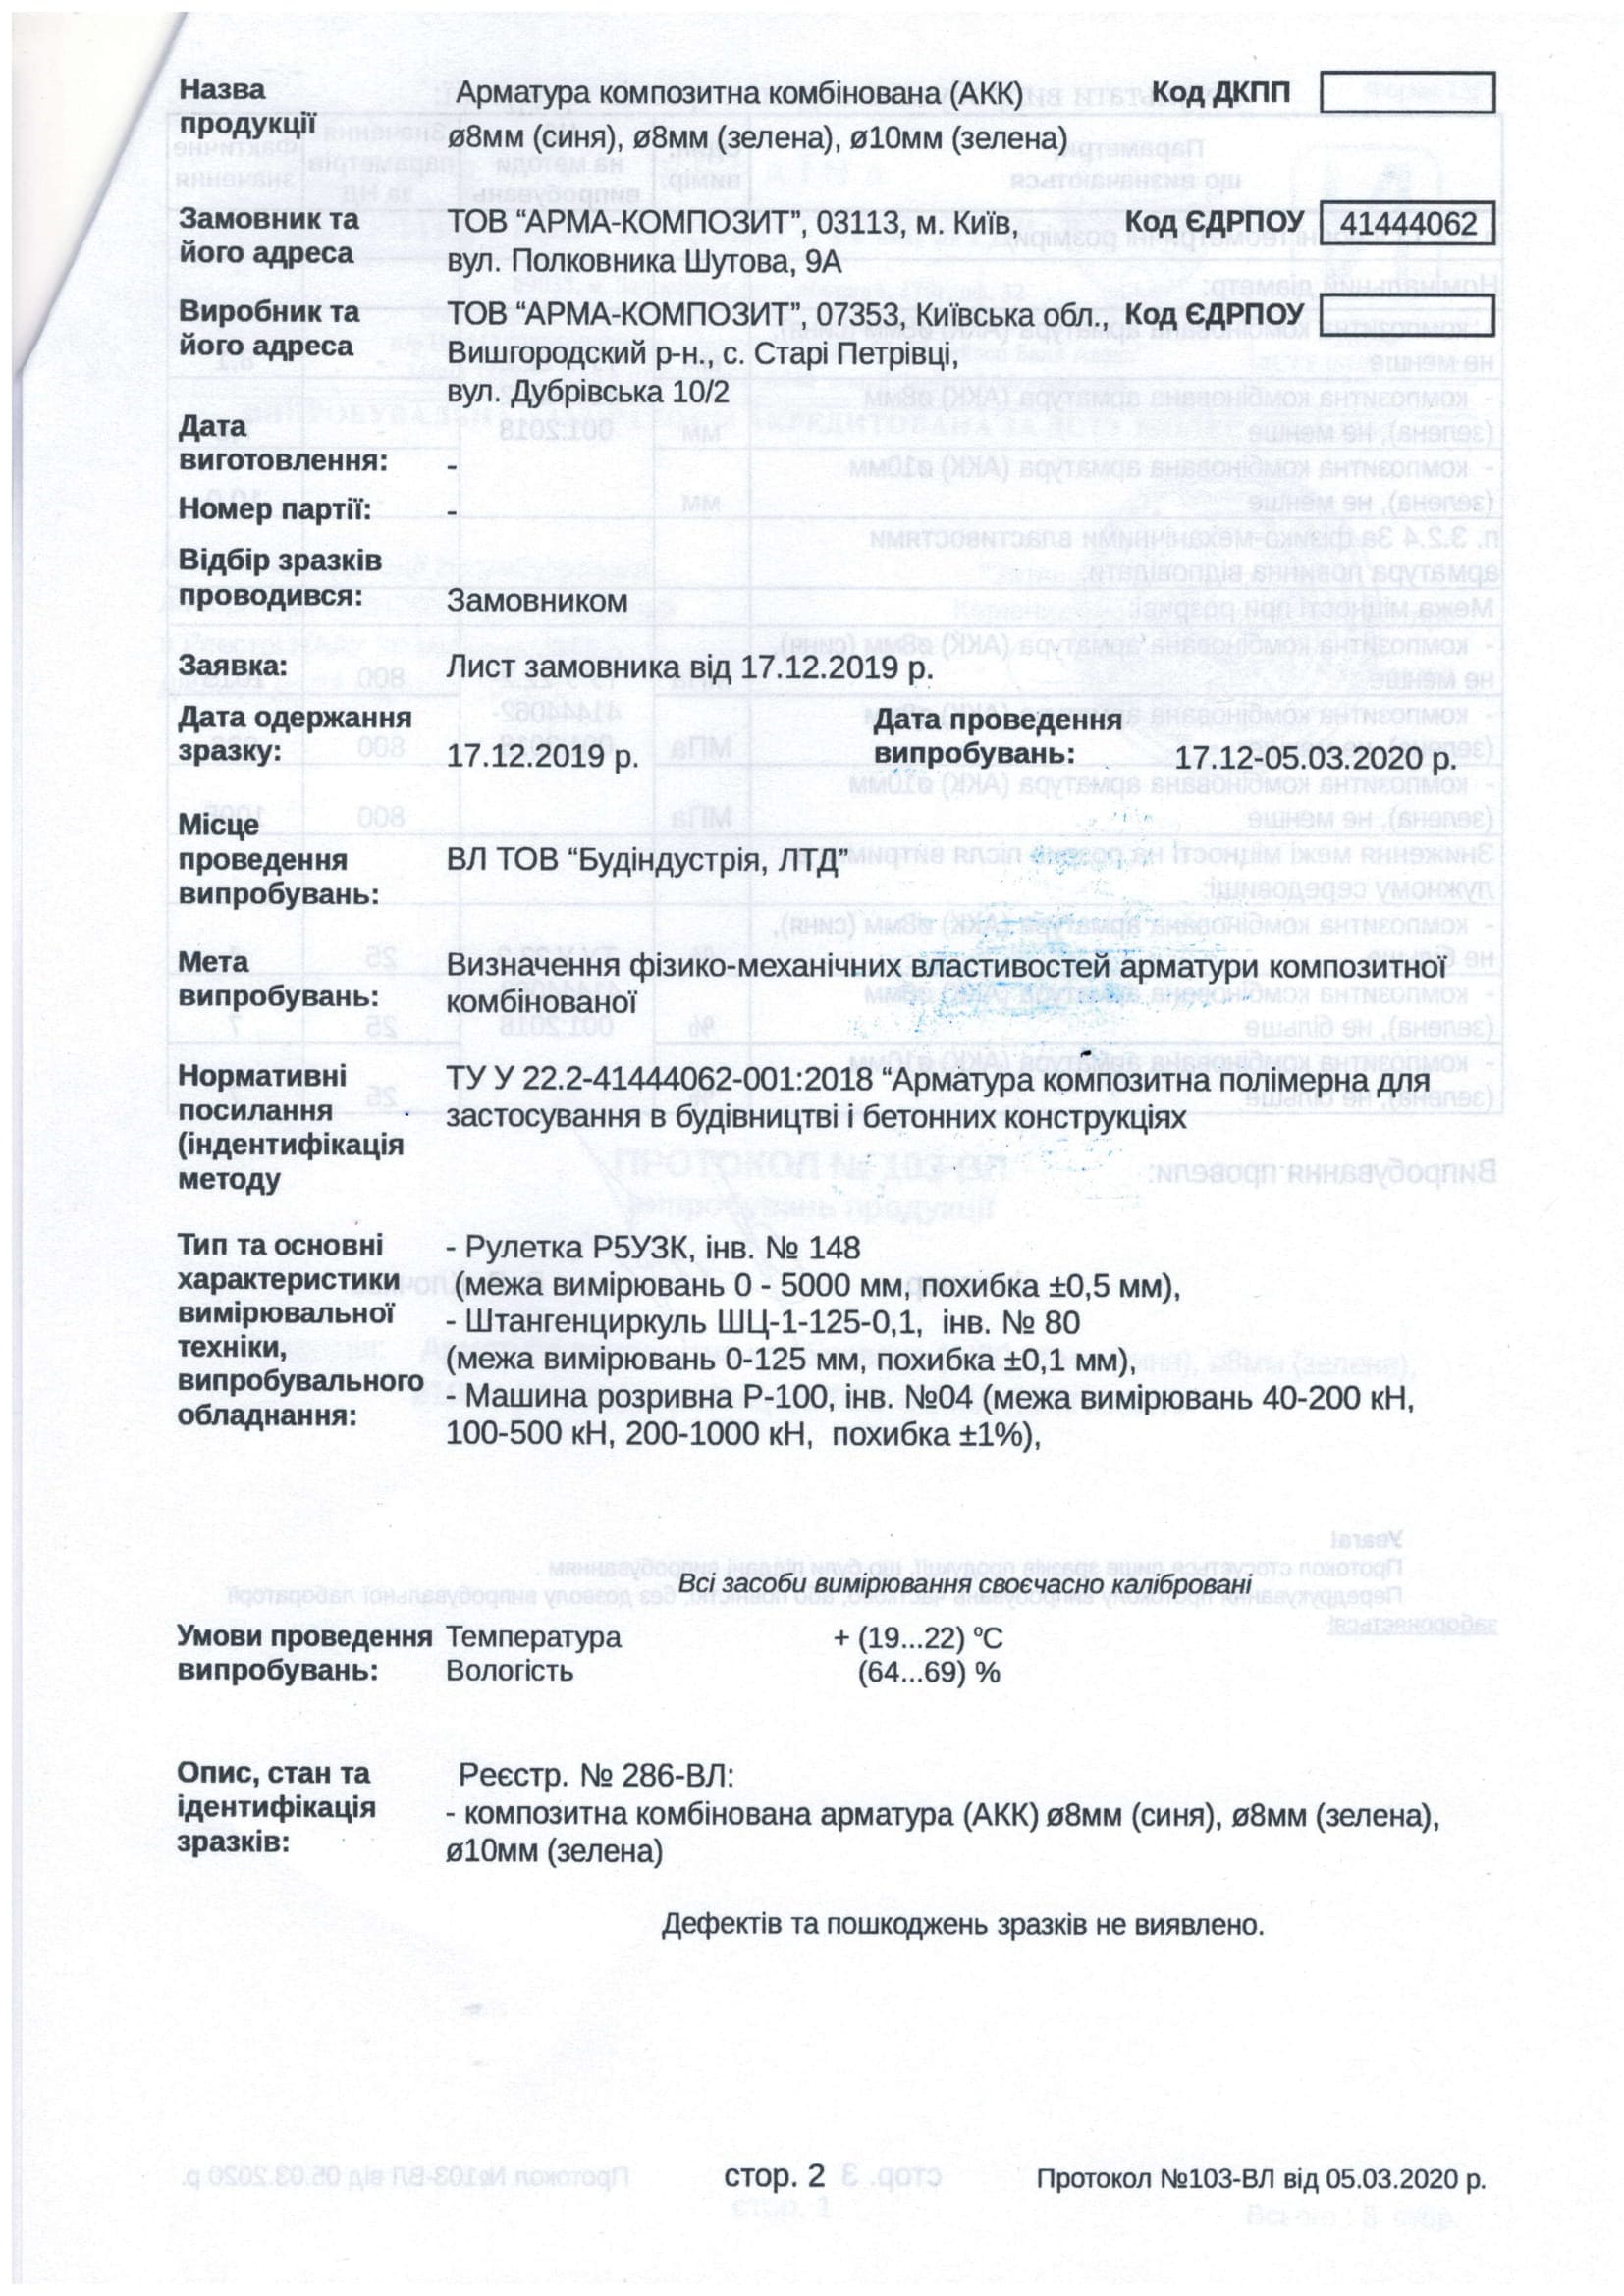 Назва продукції
Арматура композитна комбінована (АКК)
ø8мм (синя), ø8мм (зелена), ø10мм (зелена)
Код ДКПП
Замовник та
його адреса
ТОВ “АРМА-КОМПОЗИТ”, 03113, м. Київ,
вул. Полковника Шутова, 9А
Код ЄДРПОУ 41444062
Виробник та
його адреса
ТОВ “АРМА-КОМПОЗИТ”, 07353, Київська обл.,
Вишгородский р-н., с. Старі Петрівці,
вул. Дубрівська 10/2
Код ЄДРПОУ
Дата
виготовлення: -
Номер партії: -
Відбір зразків
проводився: Замовником
Заявка: Лист замовника від 17.12.2019 р.
Дата одержання
зразку: 17.12.2019 р.
Дата проведення
випробувань: 17.12-05.03.2020 р.
Місце
проведення
випробувань:
ВЛ ТОВ “Будіндустрія, ЛТД”
Мета
випробувань:
Визначення фізико-механічних властивостей арматури композитної
комбінованої
Нормативні
посилання
(індентифікація
методу
ТУ У 22.2-41444062-001:2018 “Арматура композитна полімерна для
застосування в будівництві і бетонних конструкціях
Тип та основні
характеристики
вимірювальної
техніки,
випробувального
обладнання:
- Рулетка Р5УЗК, інв. № 148
(межа вимірювань 0 - 5000 мм, похибка ±0,5 мм),
- Штангенциркуль ШЦ-1-125-0,1, інв. № 80
(межа вимірювань 0-125 мм, похибка ±0,1 мм),
- Машина розривна Р-100, інв. №04 (межа вимірювань 40-200 кН,
100-500 кН, 200-1000 кН, похибка ±1%),
Всі засоби вимірювання своєчасно калібровані
Умови проведення
випробувань:
Температура + (19...22) ⁰С
Вологість (64...69) %
Опис, стан та
ідентифікація
зразків:
Реєстр. № 286-ВЛ:
- композитна комбінована арматура (АКК) ø8мм (синя), ø8мм (зелена),
ø10мм (зелена)
Дефектів та пошкоджень зразків не виявлено.
стор. 2
Протокол №103-ВЛ від 05.03.2020 р.